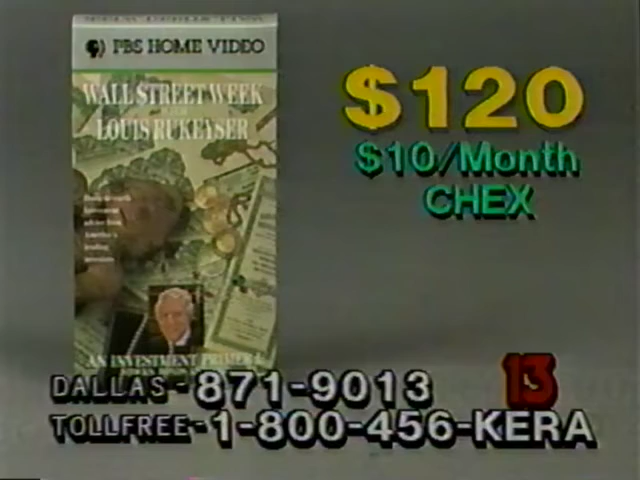 PBS HOME VIDEO
WALL STREET WEEK
LOUIS RUKEYSER
AN INVESTMENT PRIMER
$120
$10/Month
CHEX
13
DALLAS-871-9013
TOLLFREE-1-800-456-KERA